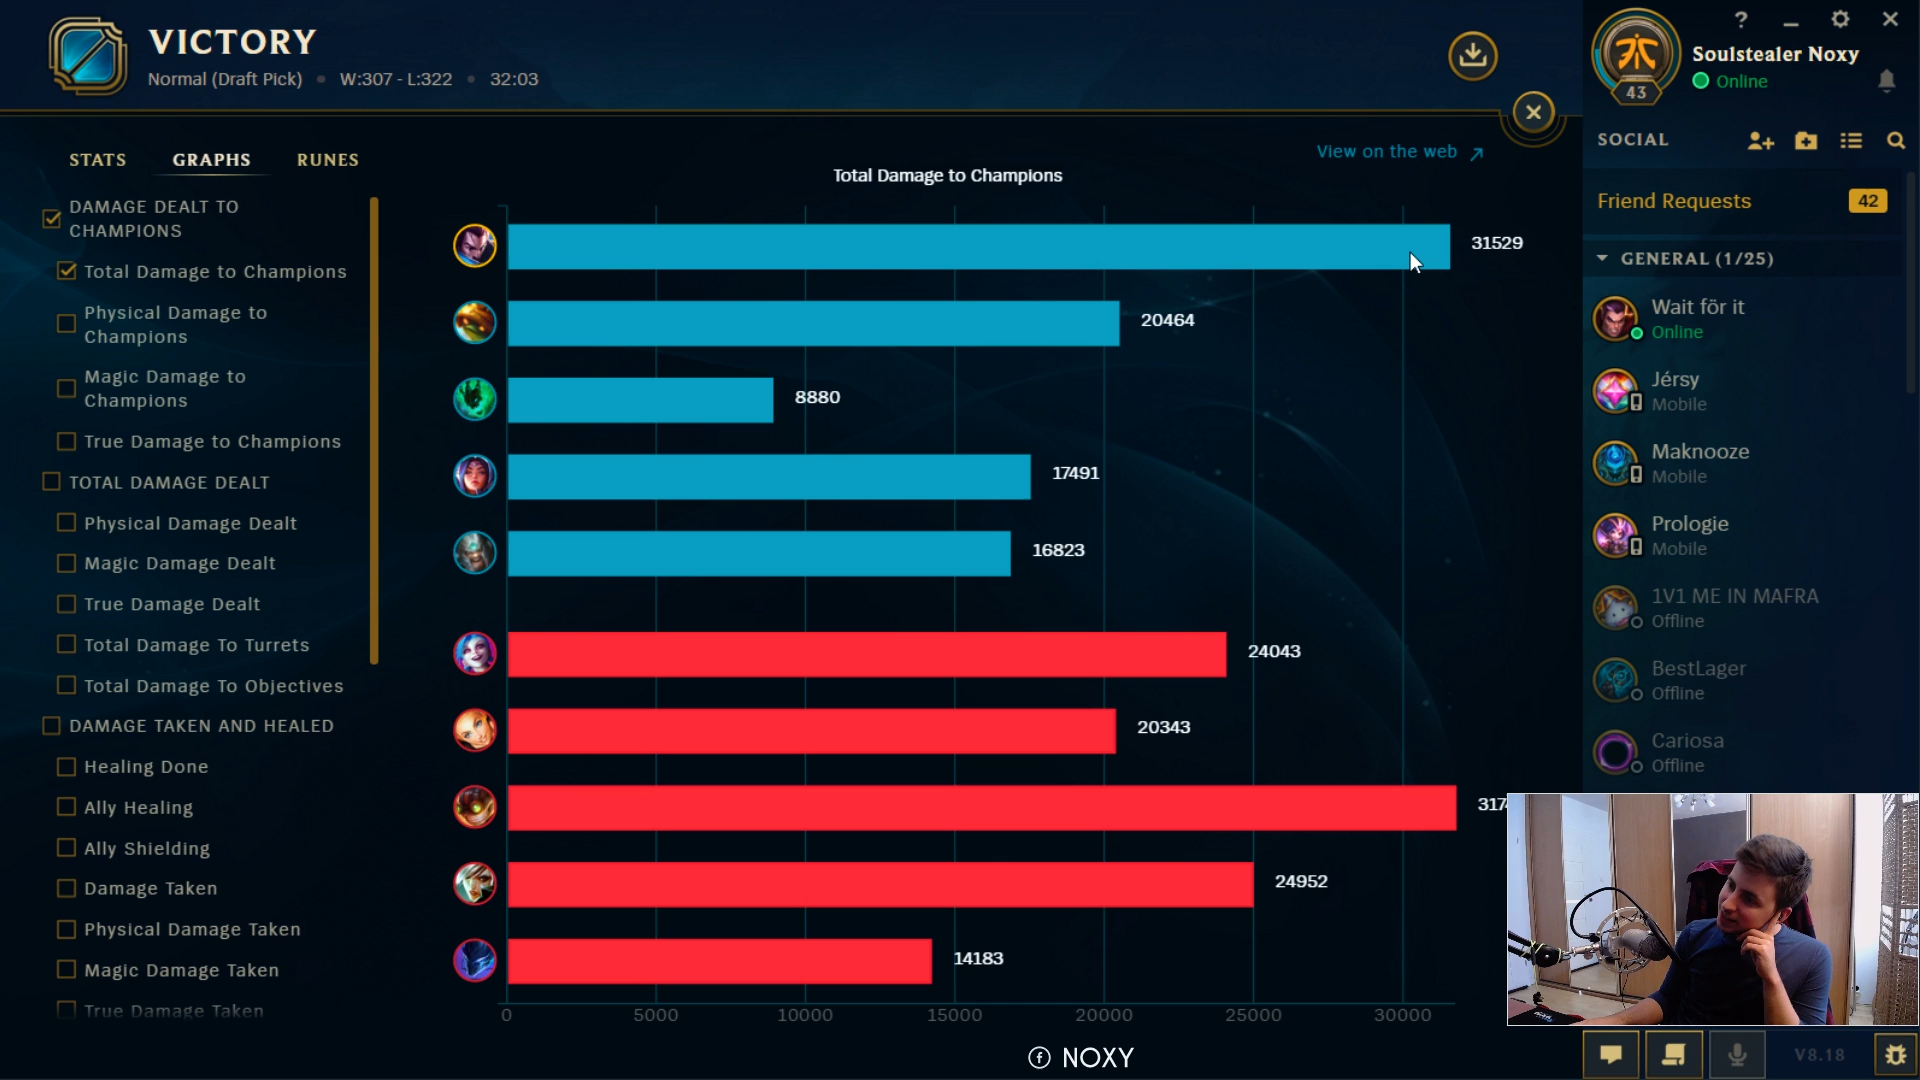 VICTORY
Normal (Draft Pick) • W:307 - L:322 • 32:03
?
Soulstealer Noxy
Online
43
SOCIAL
STATS
GRAPHS
RUNES
View on the web
Total Damage to Champions
DAMAGE DEALT TO
CHAMPIONS
Total Damage to Champions
Physical Damage to
Champions
Magic Damage to
Champions
True Damage to Champions
TOTAL DAMAGE DEALT
Physical Damage Dealt
Magic Damage Dealt
True Damage Dealt
Total Damage To Turrets
Total Damage To Objectives
DAMAGE TAKEN AND HEALED
Healing Done
Ally Healing
Ally Shielding
Damage Taken
Physical Damage Taken
Magic Damage Taken
True Damage Taken
31529
20464
8880
17491
16823
24043
20343
24952
14183
0 5000 10000 15000 20000 25000 30000
NOXY
Friend Requests
42
GENERAL (1/25)
Wait för it
Online
Jérsy
Mobile
Maknooze
Mobile
Prologie
Mobile
1V1 ME IN MAFRA
Offline
BestLager
Offline
Cariosa
Offline
V8.18